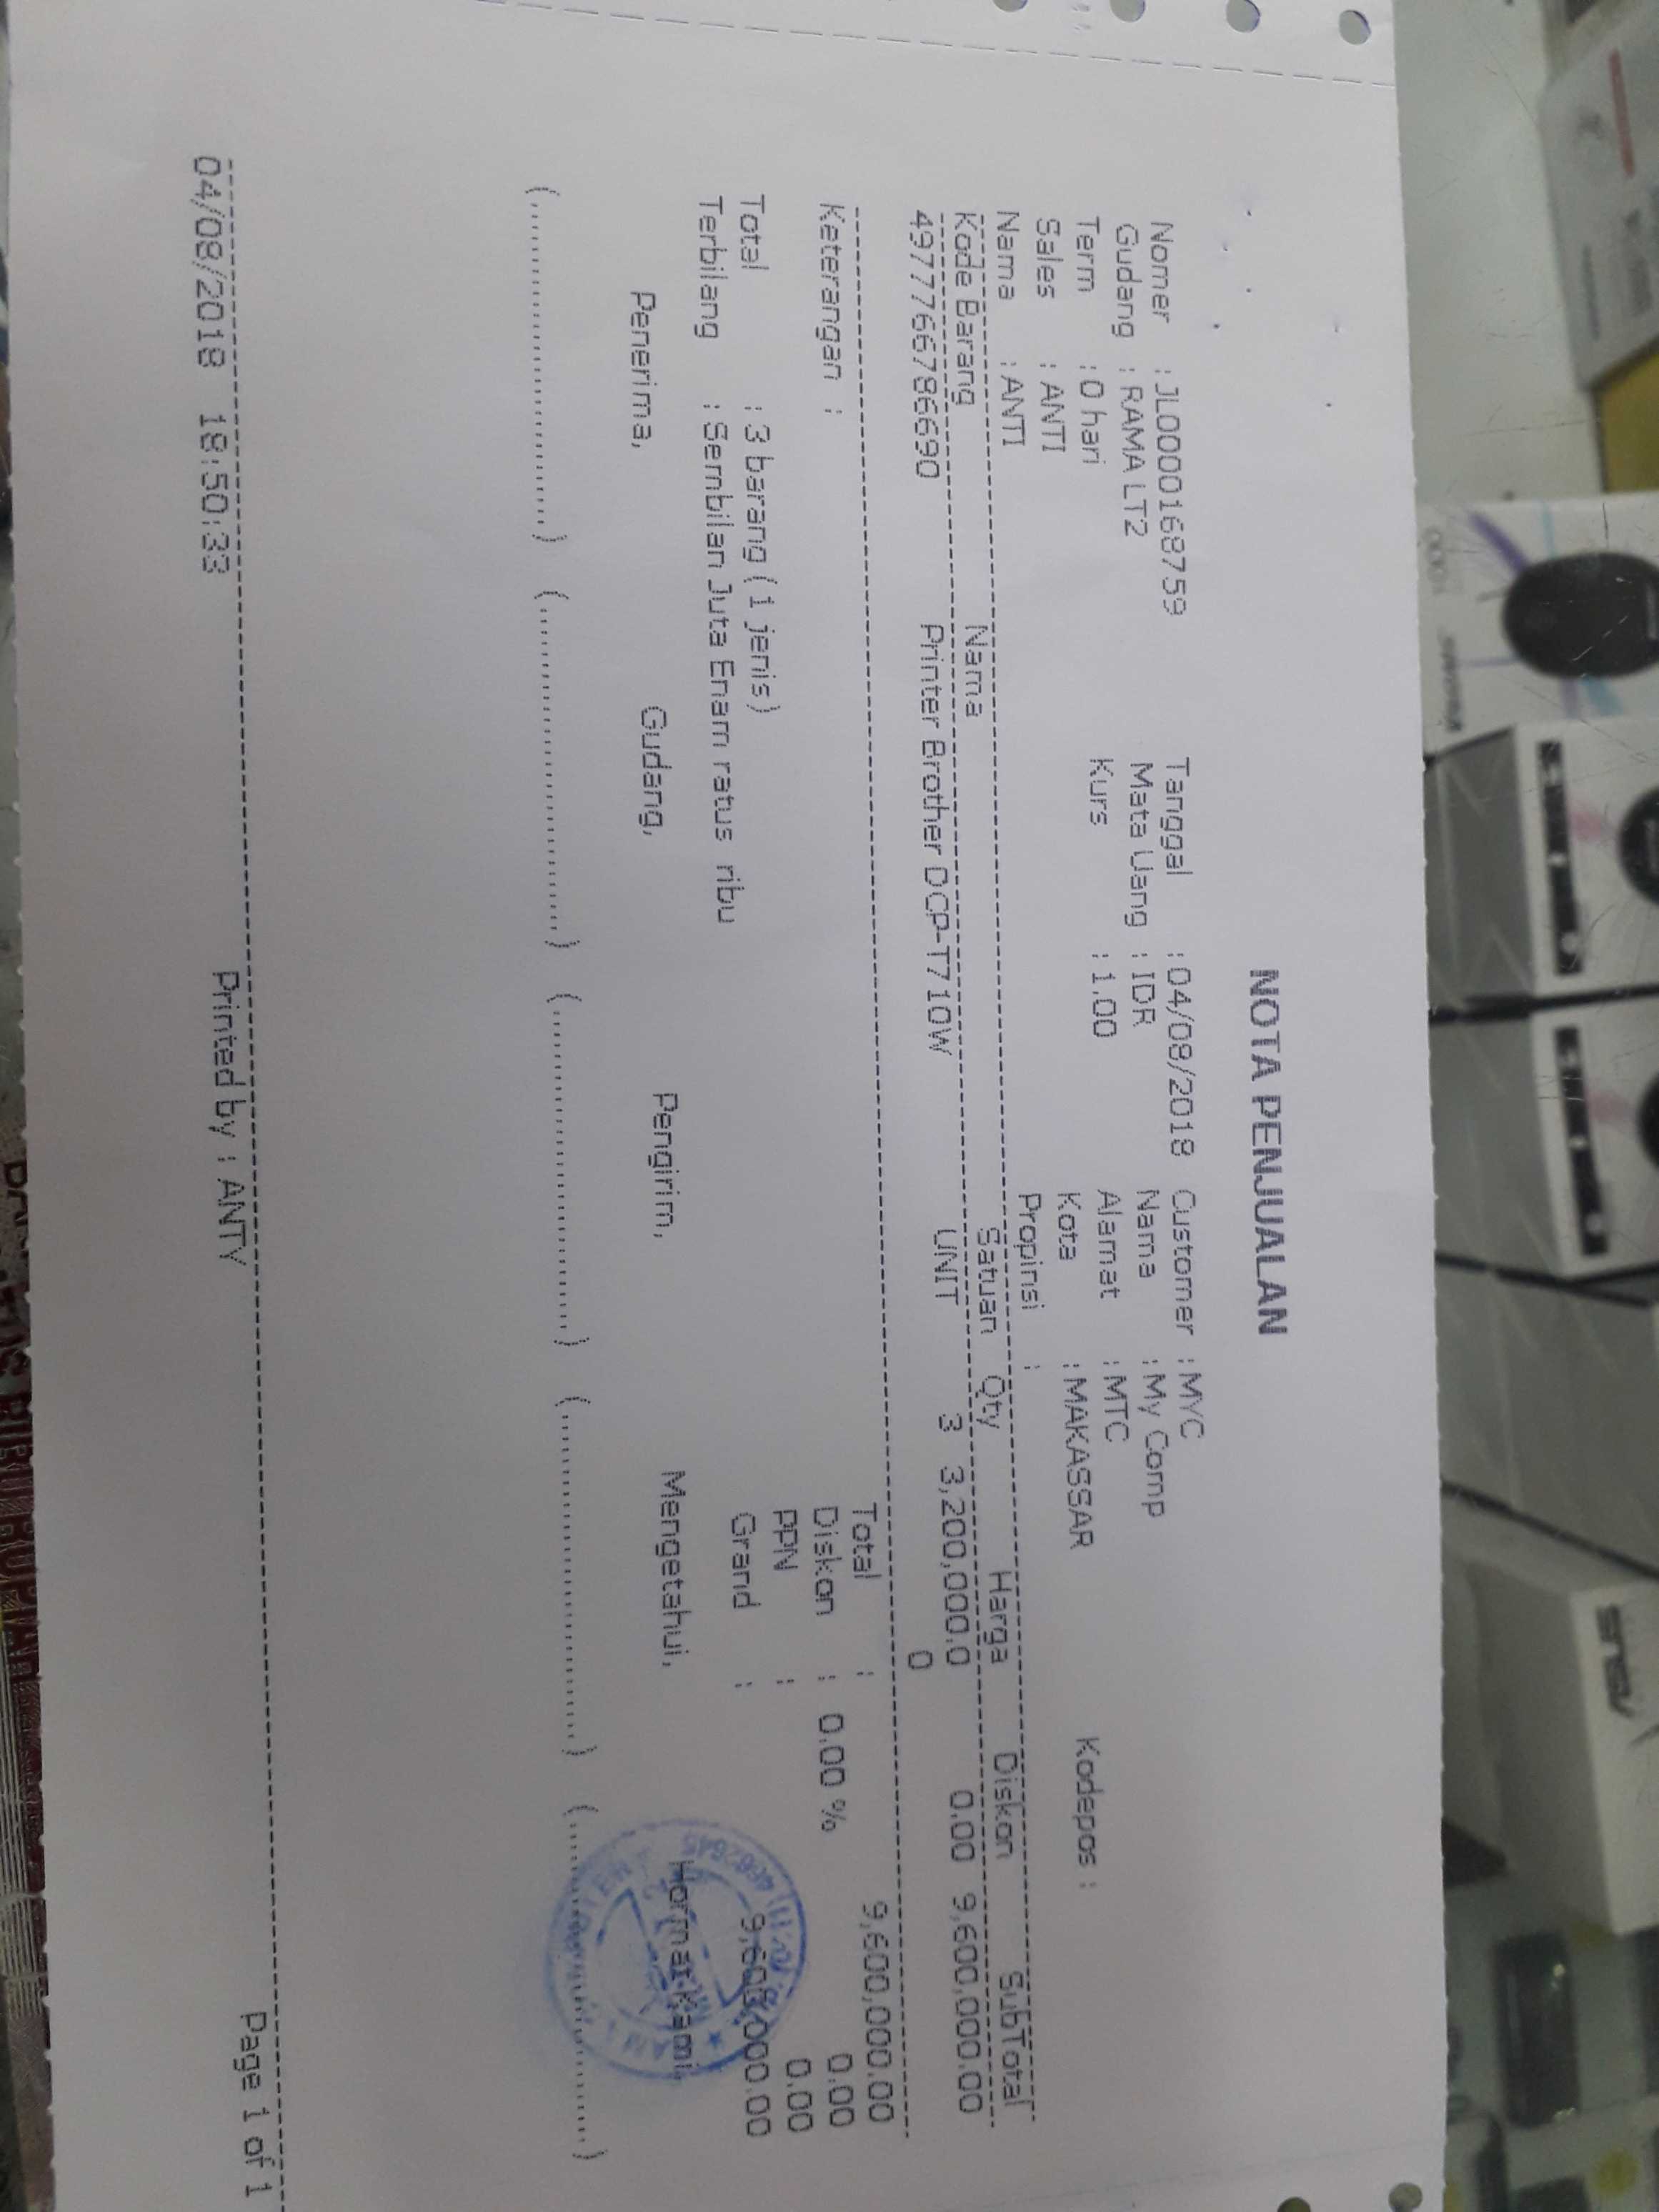 NOTA PENJUALAN
Nomer : JL0000168759 Tanggal : 04/08/2018 Customer : MYC
Gudang : RAMA LT2 Mata Uang : IDR Nama : My Comp
Term : 0 hari Kurs : 1.00 Alamat : MTC
Sales : ANTI Kota : MAKASSAR Kodepos :
Nama : ANTI Propinsi :
Kode Barang Nama Satuan Qty Harga Diskon SubTotal
4977766786690 Printer Brother DCP-T710W UNIT 3 3,200,000.0 0.00 9,600,000.00
0
Keterangan : Total : 9,600,000.00
Diskon : 0.00 % 0.00
PPN : 0.00
Total : 3 barang ( 1 jenis ) Grand : 9,600,000.00
Terbilang : Sembilan Juta Enam ratus ribu
Penerima, Gudang, Pengirim, Mengetahui, Hormat Kami,
(..............................) (..............................) (..............................) (..............................) (..............................)
04/08/2018 18:50:33 Printed by : ANTY Page 1 of 1
ASUS